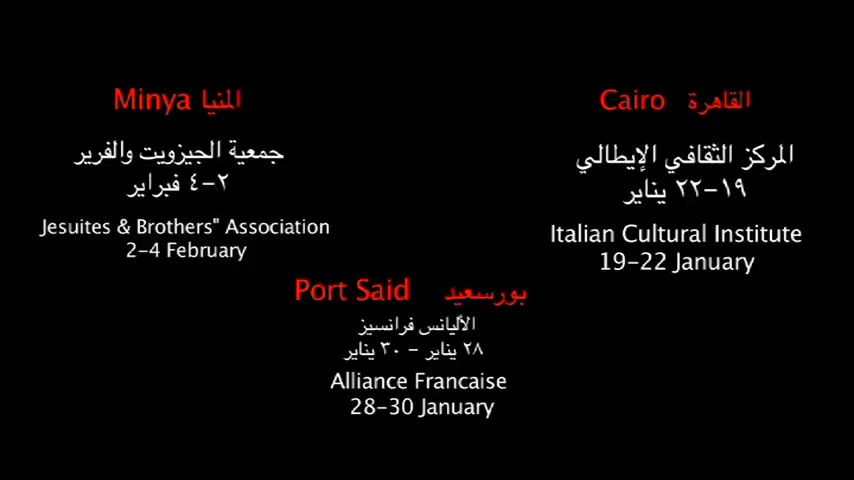 Minya المنيا
جمعية الجيزويت والفرير
٢-٤ فبراير
Jesuites & Brothers" Association
2-4 February
Cairo القاهرة
المركز الثقافي الإيطالي
١٩-٢٢ يناير
Italian Cultural Institute
19-22 January
Port Said بورسعيد
الأليانس فرانسيز
٢٨ يناير - ٣٠ يناير
Alliance Francaise
28-30 January